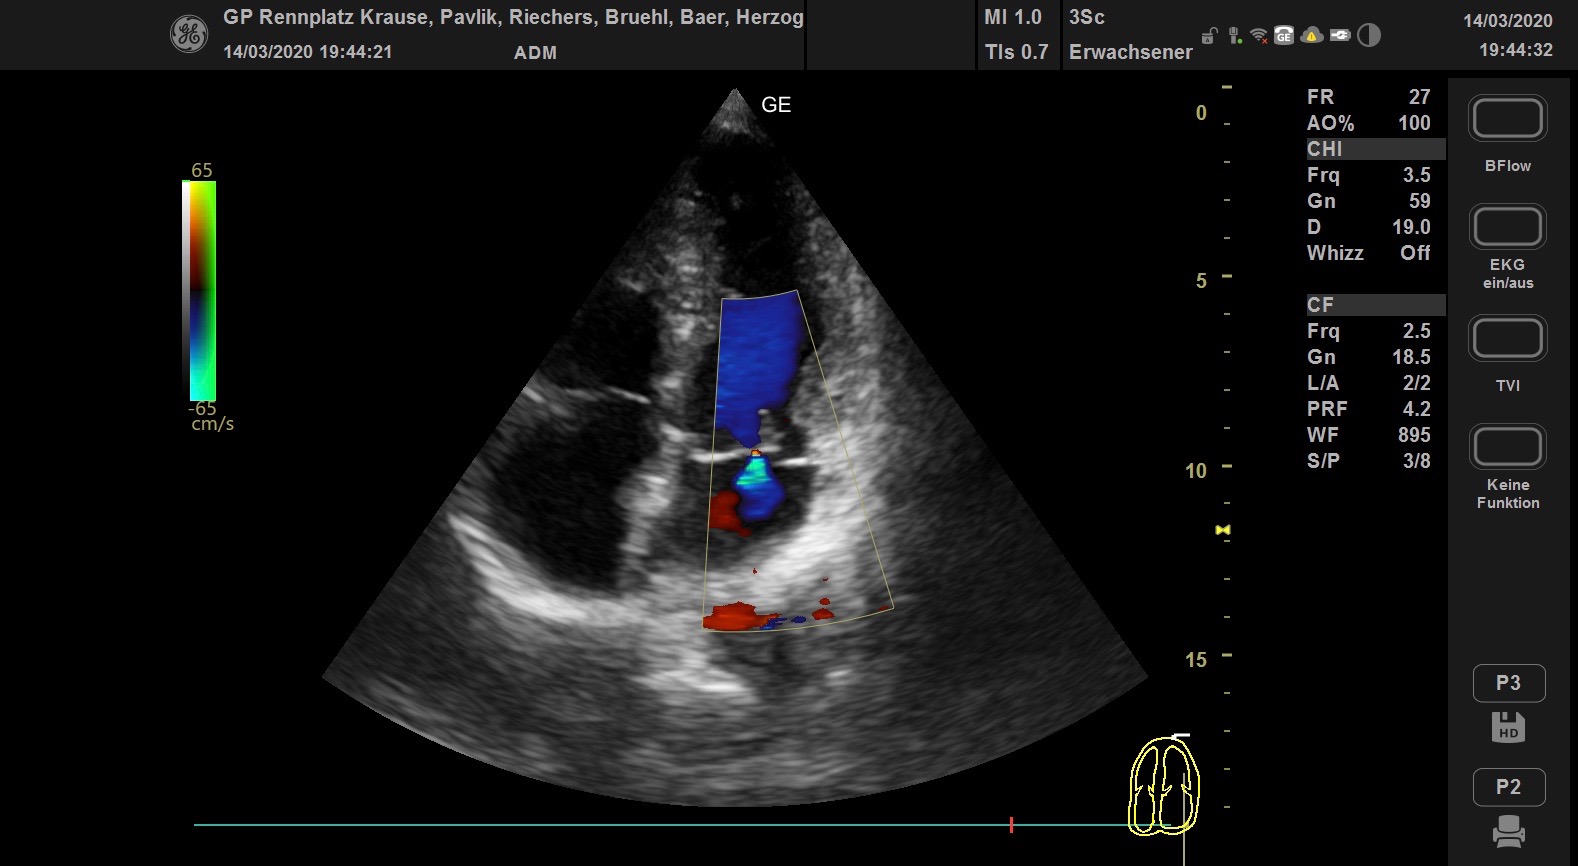 GP Rennplatz Krause, Pavlik, Riechers, Bruehl, Baer, Herzog
14/03/2020 19:44:21 ADM
MI 1.0
TIs 0.7
3Sc
Erwachsener
GE
14/03/2020
19:44:32
GE
65
-65
cm/s
0
5
10
15
FR 27
AO% 100
CHI
Frq 3.5
Gn 59
D 19.0
Whizz Off
CF
Frq 2.5
Gn 18.5
L/A 2/2
PRF 4.2
WF 895
S/P 3/8
BFlow
EKG
ein/aus
TVI
Keine
Funktion
P3
HD
P2